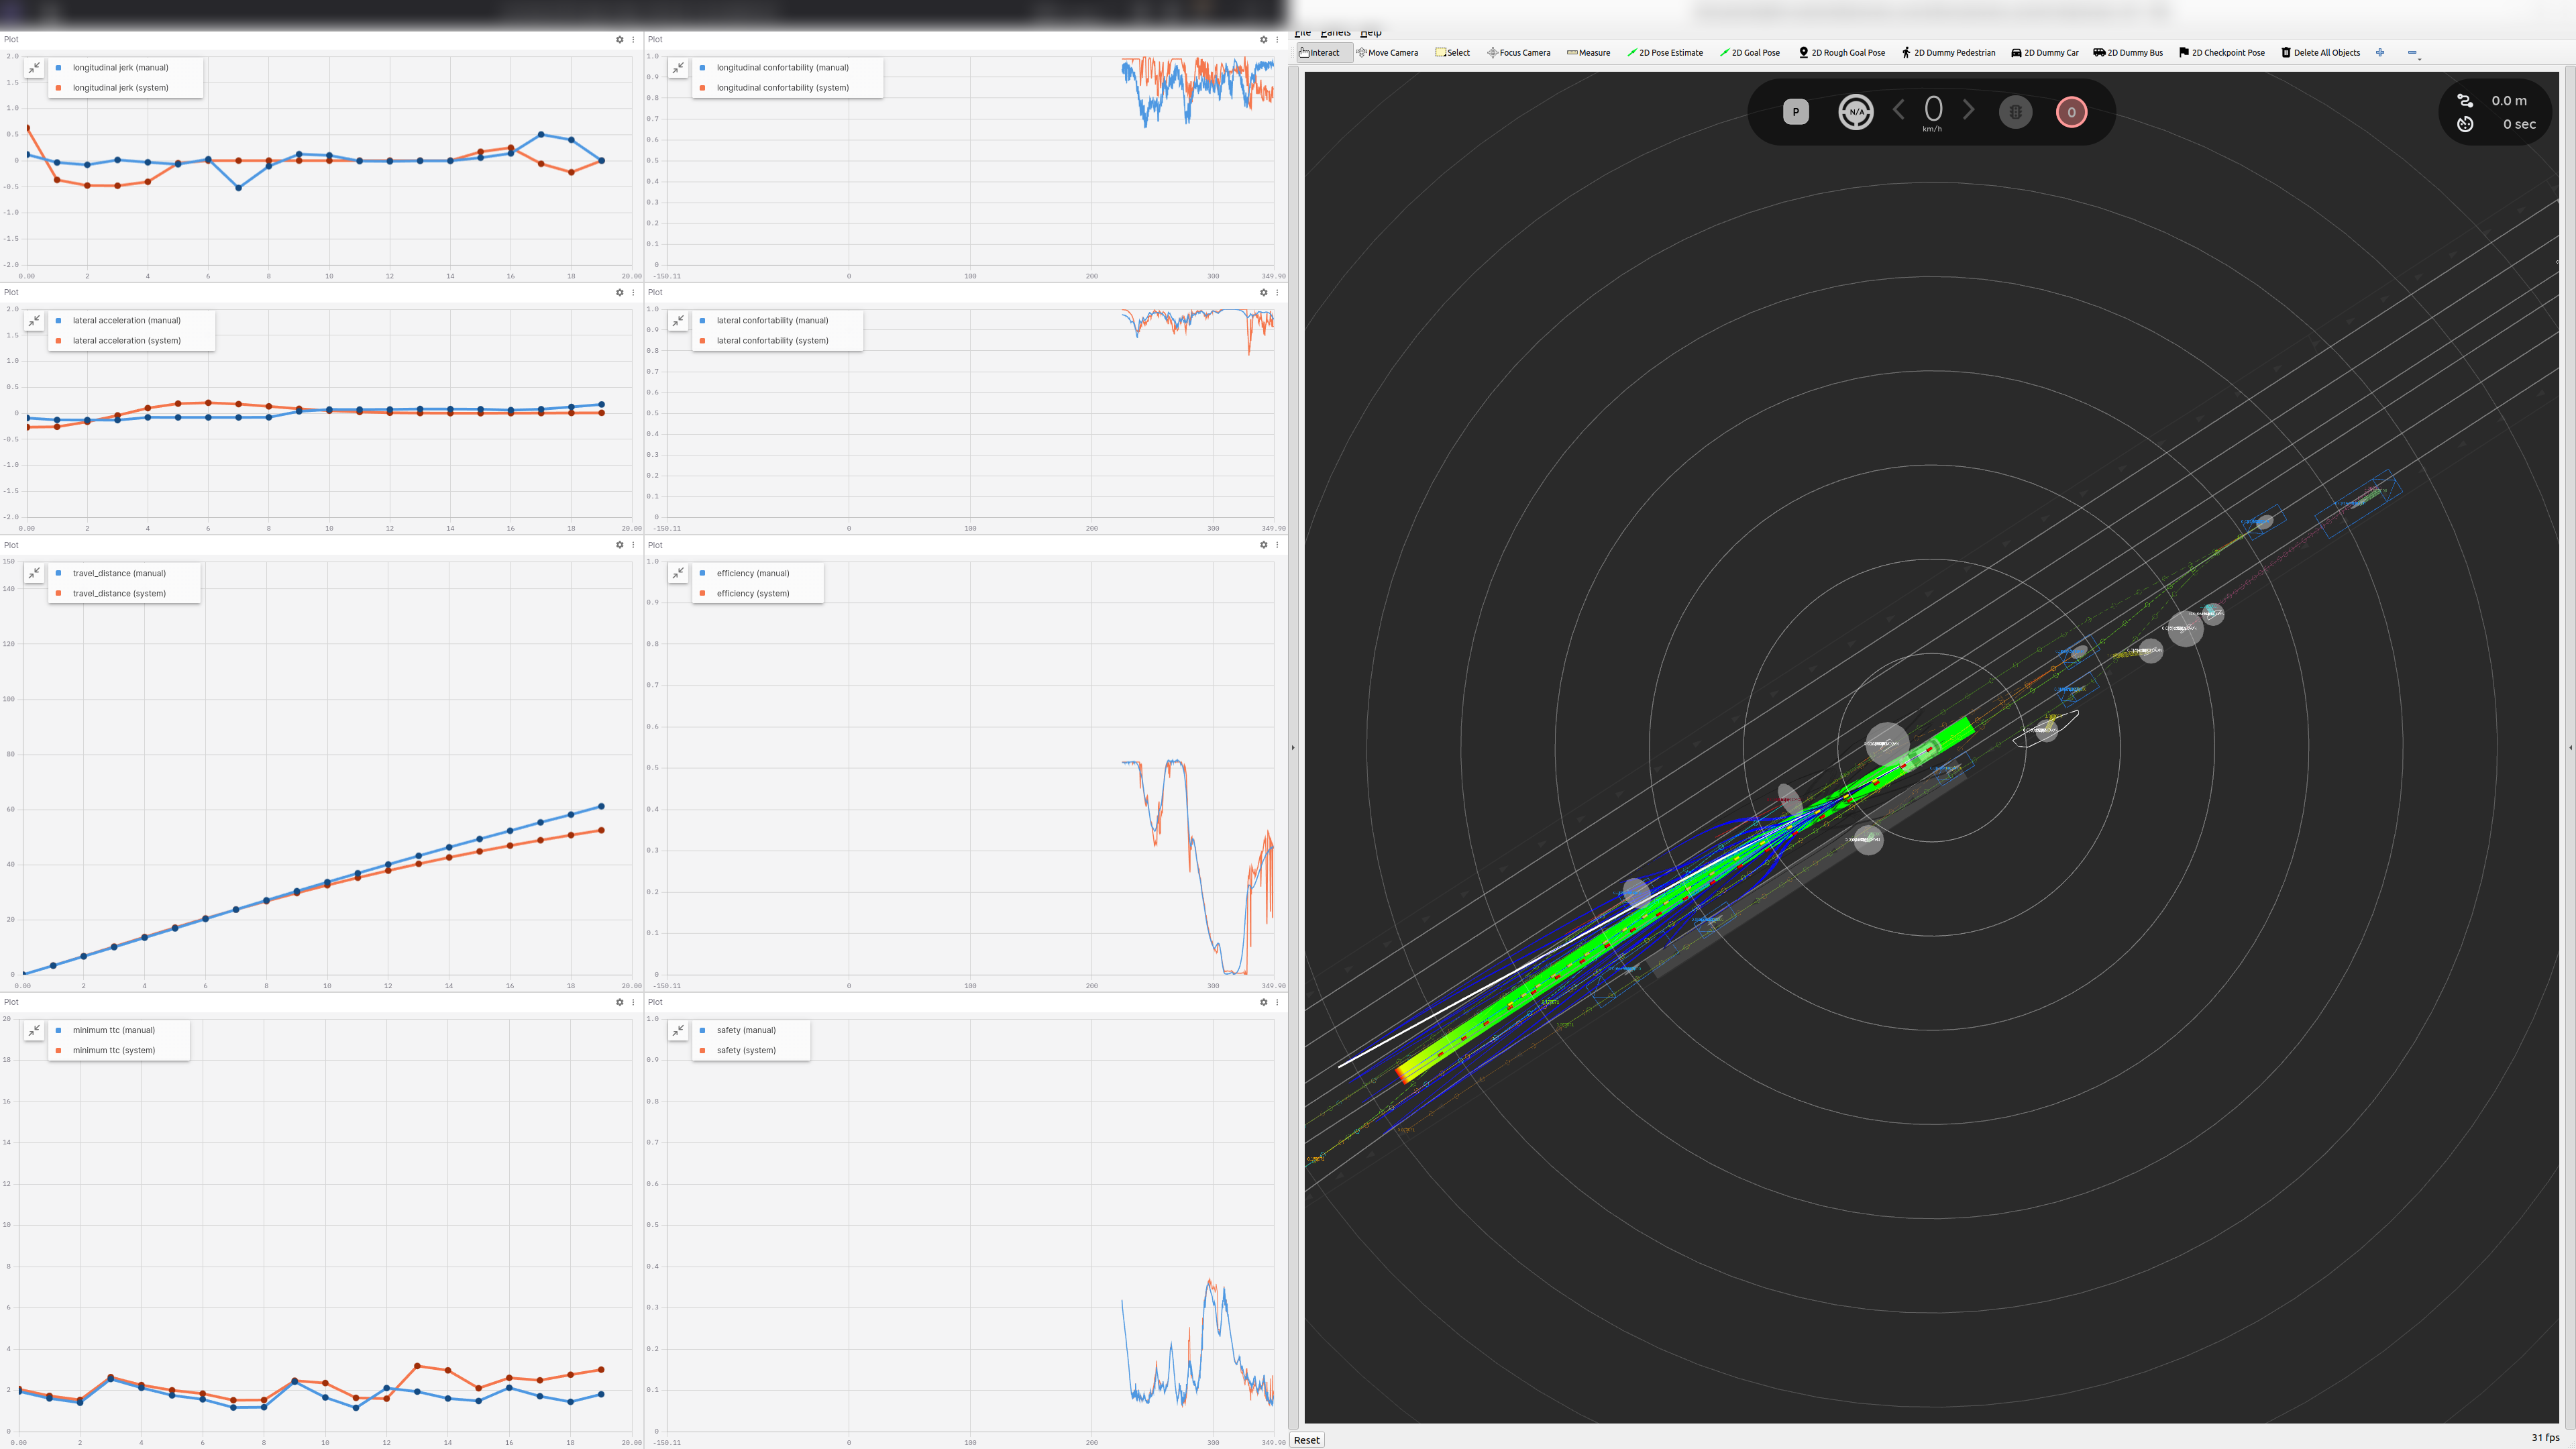 Plot
longitudinal jerk (manual)
longitudinal jerk (system)
2.0
1.5
1.0
0.5
0
-0.5
-1.0
-1.5
-2.0
0.00 2 4 6 8 10 12 14 16 18 20.00
Plot
longitudinal confortability (manual)
longitudinal confortability (system)
1.0
0.9
0.8
0.7
0.6
0.5
0.4
0.3
0.2
0.1
0
-150.11 0 100 200 300 349.90
Plot
lateral acceleration (manual)
lateral acceleration (system)
2.0
1.5
1.0
0.5
0
-0.5
-1.0
-1.5
-2.0
0.00 2 4 6 8 10 12 14 16 18 20.00
Plot
lateral confortability (manual)
lateral confortability (system)
1.0
0.9
0.8
0.7
0.6
0.5
0.4
0.3
0.2
0.1
0
-150.11 0 100 200 300 349.90
Plot
travel_distance (manual)
travel_distance (system)
150
140
120
100
80
60
40
20
0
0.00 2 4 6 8 10 12 14 16 18 20.00
Plot
efficiency (manual)
efficiency (system)
1.0
0.9
0.8
0.7
0.6
0.5
0.4
0.3
0.2
0.1
0
-150.11 0 100 200 300 349.90
Plot
minimum ttc (manual)
minimum ttc (system)
20
18
16
14
12
10
8
6
4
2
0
0.00 2 4 6 8 10 12 14 16 18 20.00
Plot
safety (manual)
safety (system)
1.0
0.9
0.8
0.7
0.6
0.5
0.4
0.3
0.2
0.1
0
-150.11 0 100 200 300 349.90
File Panels Help
Interact Move Camera Select Focus Camera Measure 2D Pose Estimate 2D Goal Pose 2D Rough Goal Pose 2D Dummy Pedestrian 2D Dummy Car 2D Dummy Bus 2D Checkpoint Pose Delete All Objects
P N/A 0 km/h 0
0.0 m
0 sec
Reset
31 fps